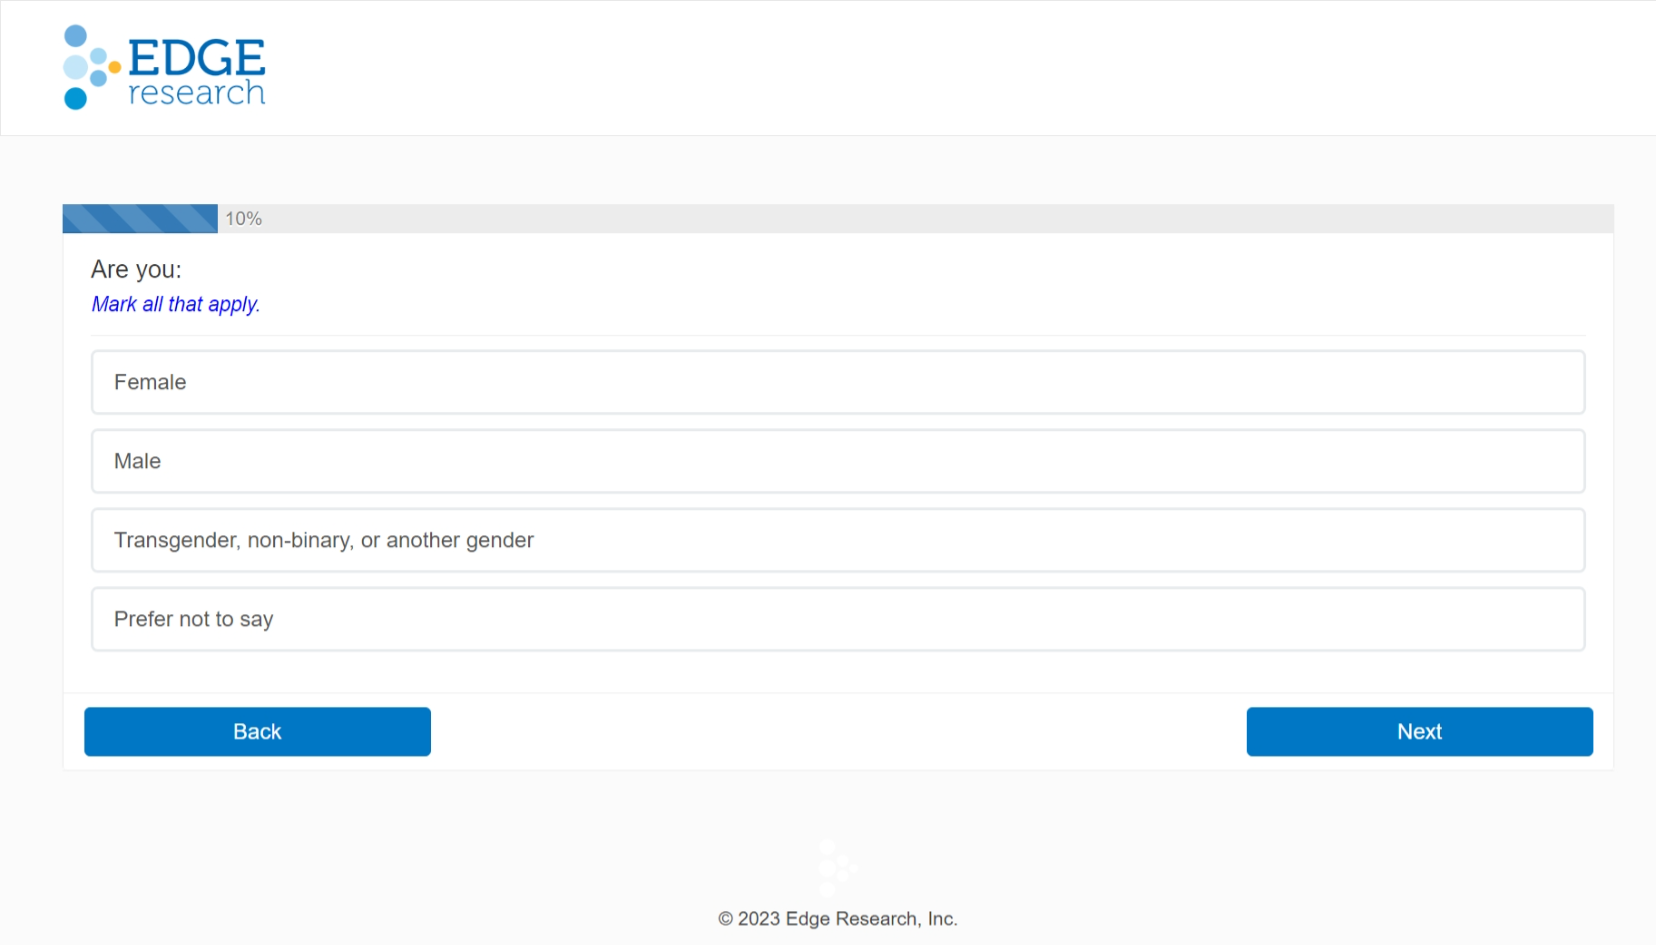 EDGE
research
10%
Are you:
Mark all that apply.
Female
Male
Transgender, non-binary, or another gender
Prefer not to say
Back
Next
© 2023 Edge Research, Inc.